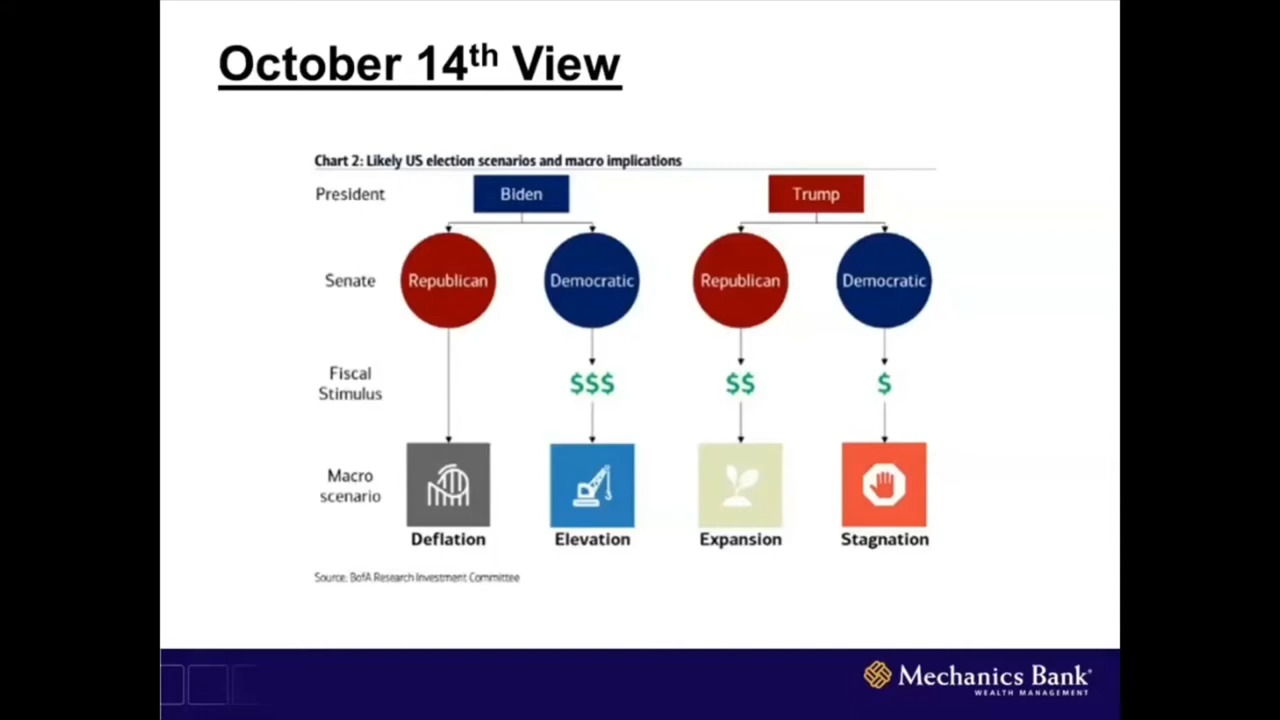 October 14th View
Chart 2: Likely US election scenarios and macro implications
President
Biden
Trump
Senate
Republican
Democratic
Republican
Democratic
Fiscal
Stimulus
$$$
$$
$
Macro
scenario
Deflation
Elevation
Expansion
Stagnation
Source: BofA Research Investment Committee
Mechanics Bank
WEALTH MANAGEMENT